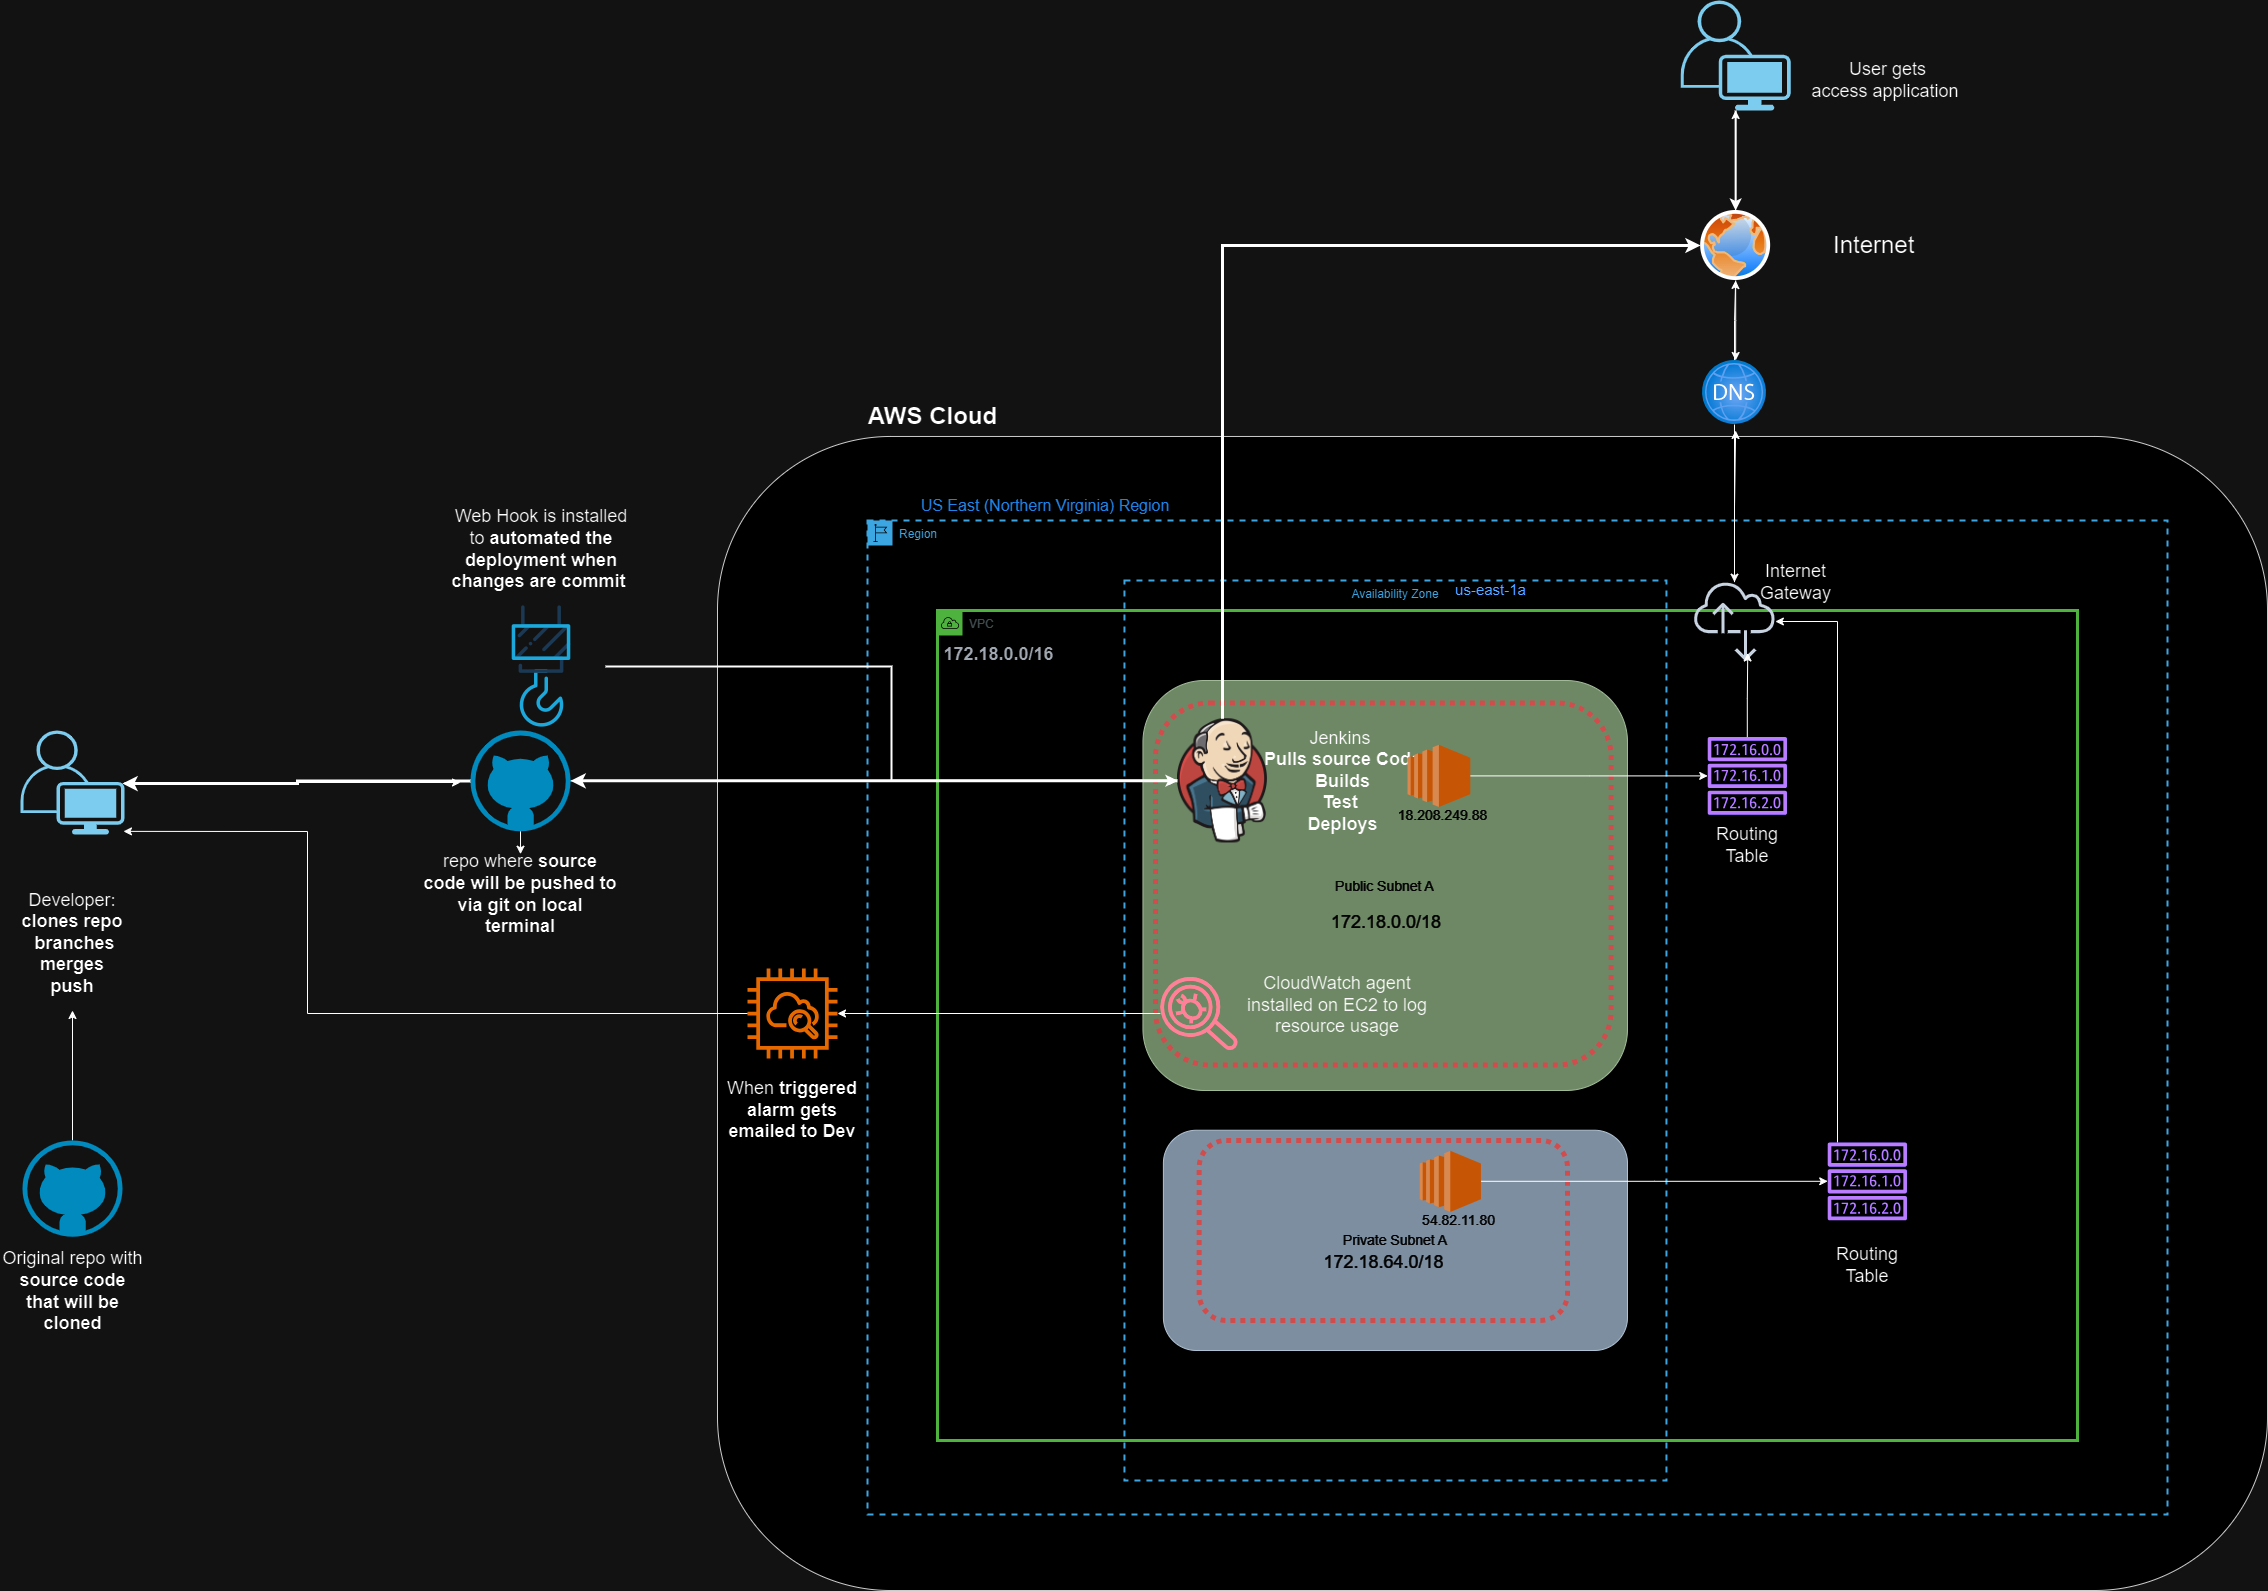 User gets
access application
Internet
DNS
AWS Cloud
US East (Northern Virginia) Region
Region
Web Hook is installed
to automated the
deployment when
changes are commit
Internet
Gateway
Availability Zone
us-east-1a
VPC
172.18.0.0/16
Jenkins
Pulls source Cod
Builds
Test
Deploys
18.208.249.88
172.16.0.0
172.16.1.0
172.16.2.0
Routing
Table
repo where source
code will be pushed to
via git on local
terminal
Public Subnet A
172.18.0.0/18
Developer:
clones repo
branches
merges
push
CloudWatch agent
installed on EC2 to log
resource usage
When triggered
alarm gets
emailed to Dev
172.16.0.0
172.16.1.0
172.16.2.0
54.82.11.80
Private Subnet A
172.18.64.0/18
Routing
Table
Original repo with
source code
that will be
cloned